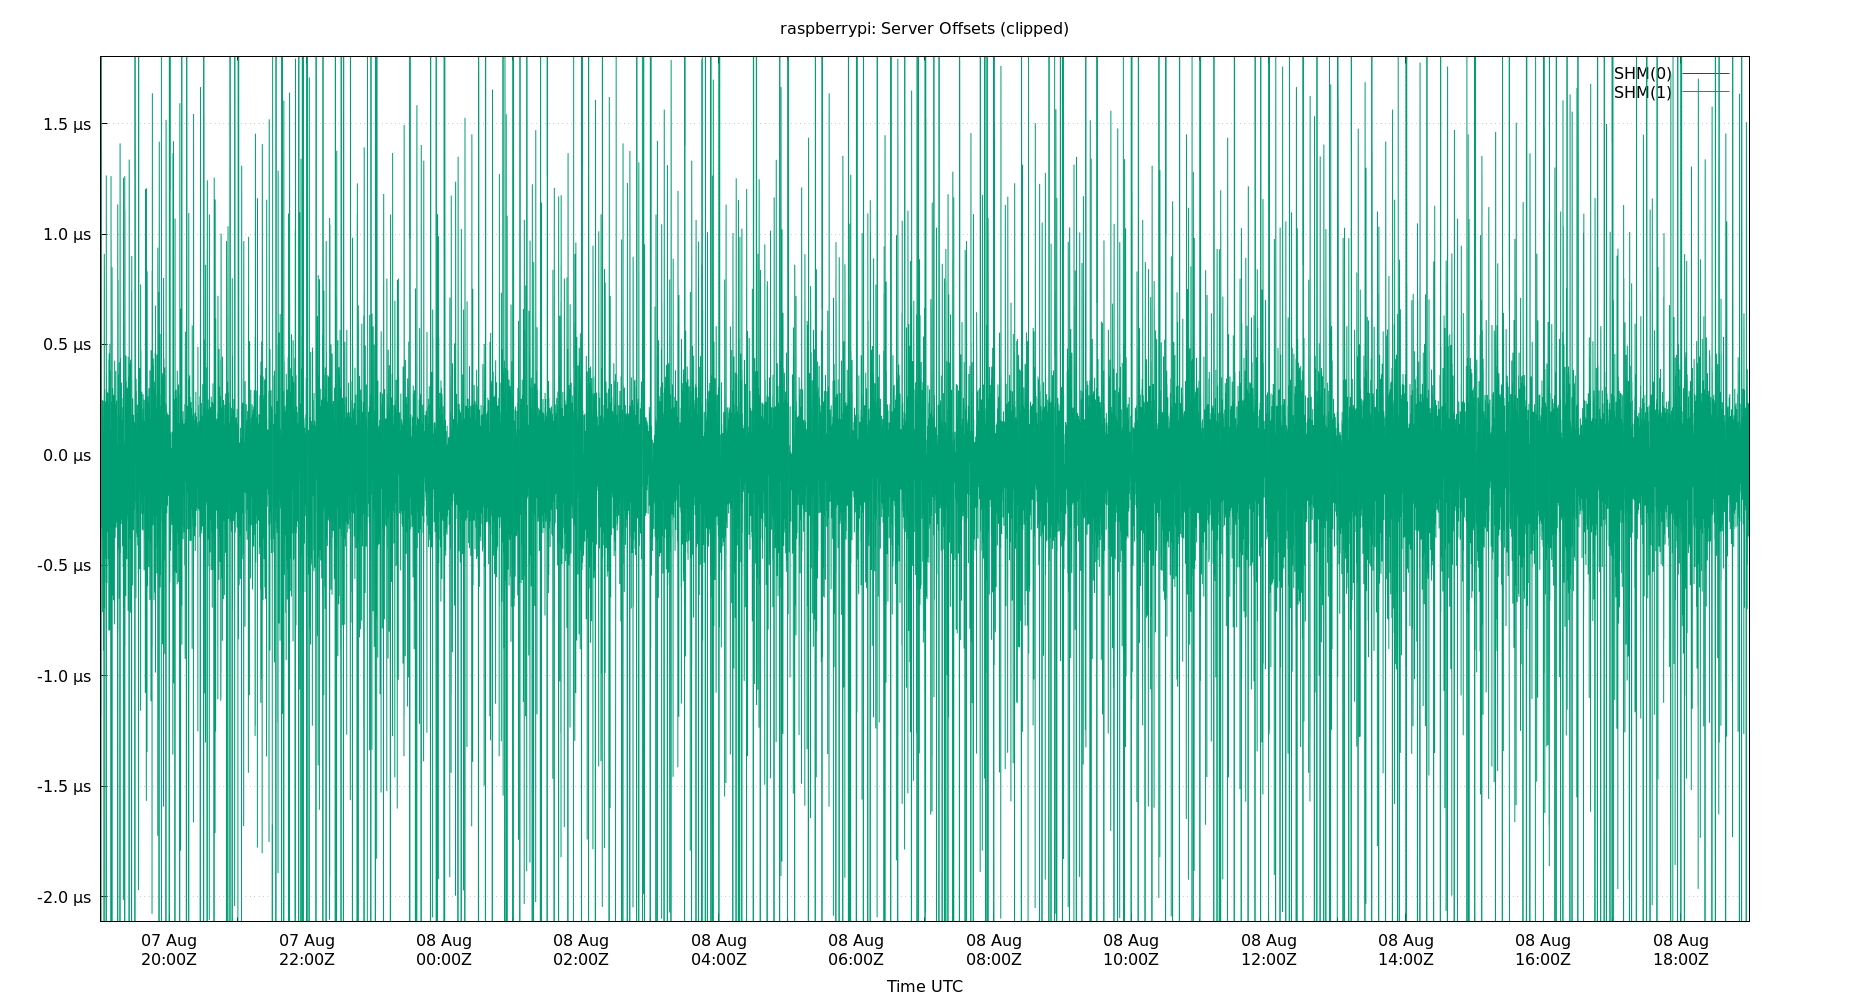 raspberrypi: Server Offsets (clipped)
SHM(0)
SHM(1)
1.5 µs
1.0 µs
0.5 µs
0.0 µs
-0.5 µs
-1.0 µs
-1.5 µs
-2.0 µs
07 Aug 07 Aug 08 Aug 08 Aug 08 Aug 08 Aug 08 Aug 08 Aug 08 Aug 08 Aug 08 Aug 08 Aug
20:00Z 22:00Z 00:00Z 02:00Z 04:00Z 06:00Z 08:00Z 10:00Z 12:00Z 14:00Z 16:00Z 18:00Z
Time UTC